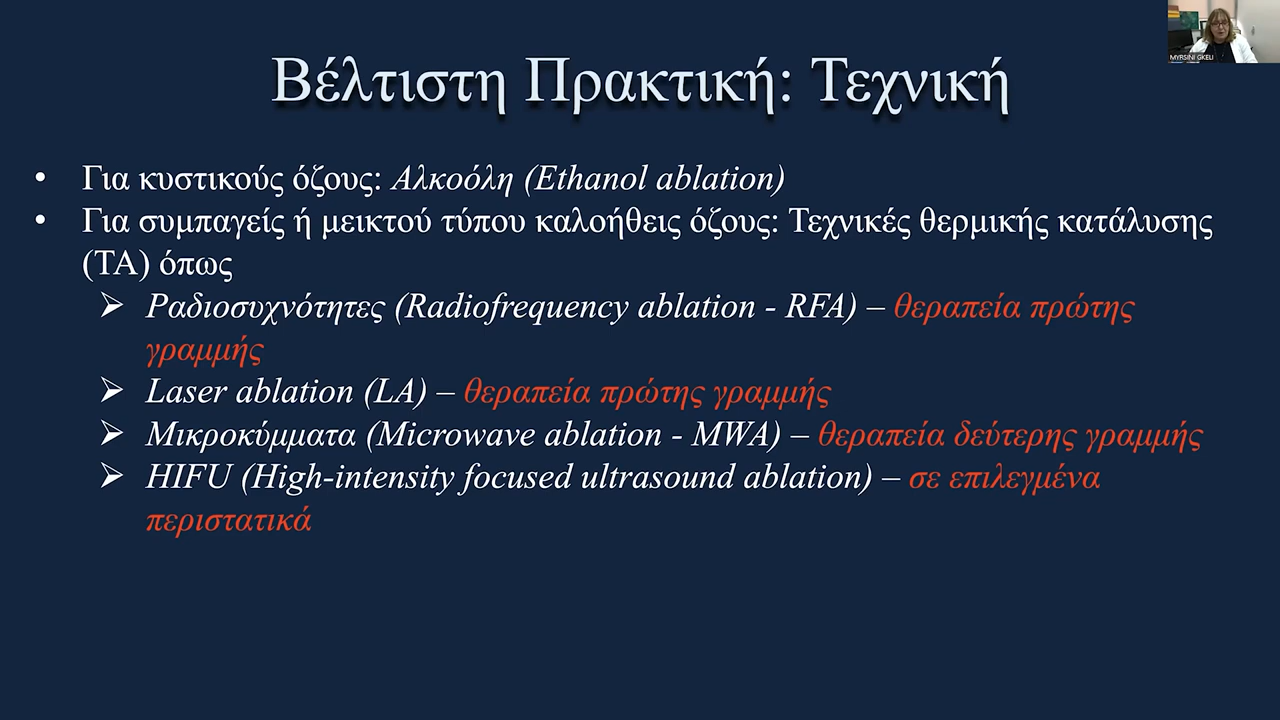 Βέλτιστη Πρακτική: Τεχνική
MYRSINI GKELI
• Για κυστικούς όζους: Αλκοόλη (Ethanol ablation)
• Για συμπαγείς ή μεικτού τύπου καλοήθεις όζους: Τεχνικές θερμικής κατάλυσης
(ΤΑ) όπως
➢ Ραδιοσυχνότητες (Radiofrequency ablation - RFA) – θεραπεία πρώτης
γραμμής
➢ Laser ablation (LA) – θεραπεία πρώτης γραμμής
➢ Μικροκύμματα (Microwave ablation - MWA) – θεραπεία δεύτερης γραμμής
➢ HIFU (High-intensity focused ultrasound ablation) – σε επιλεγμένα
περιστατικά